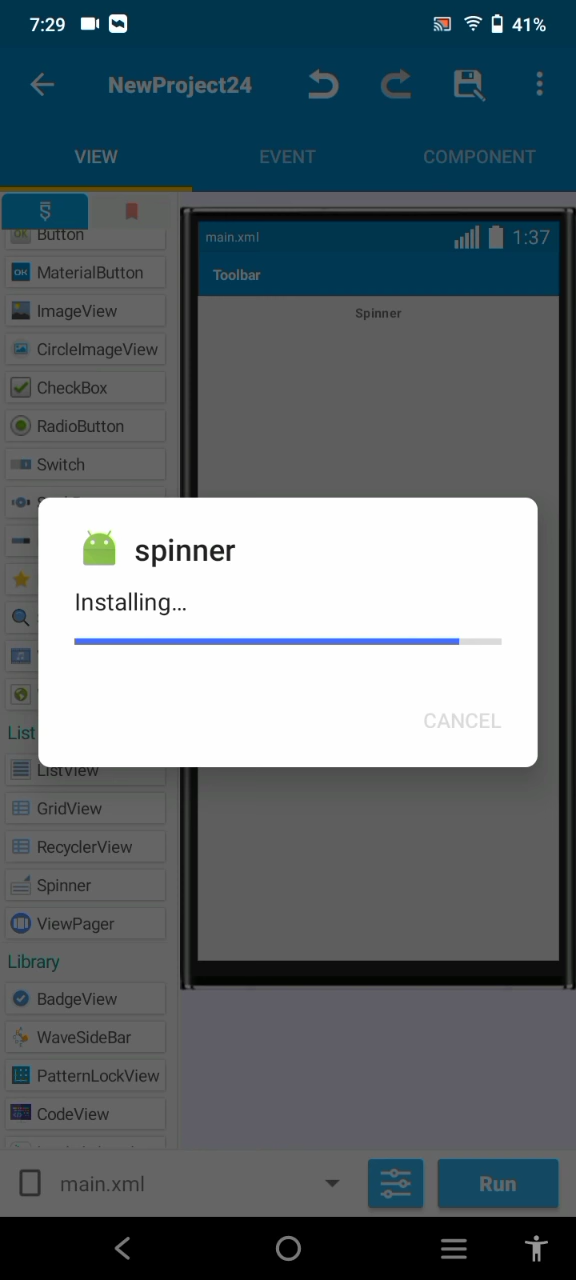 7:29
41%
NewProject24
VIEW
EVENT
COMPONENT
Button
MaterialButton
ImageView
CircleImageView
CheckBox
RadioButton
Switch
main.xml
1:37
Toolbar
Spinner
spinner
Installing...
CANCEL
List
ListView
GridView
RecyclerView
Spinner
ViewPager
Library
BadgeView
WaveSideBar
PatternLockView
CodeView
main.xml
Run